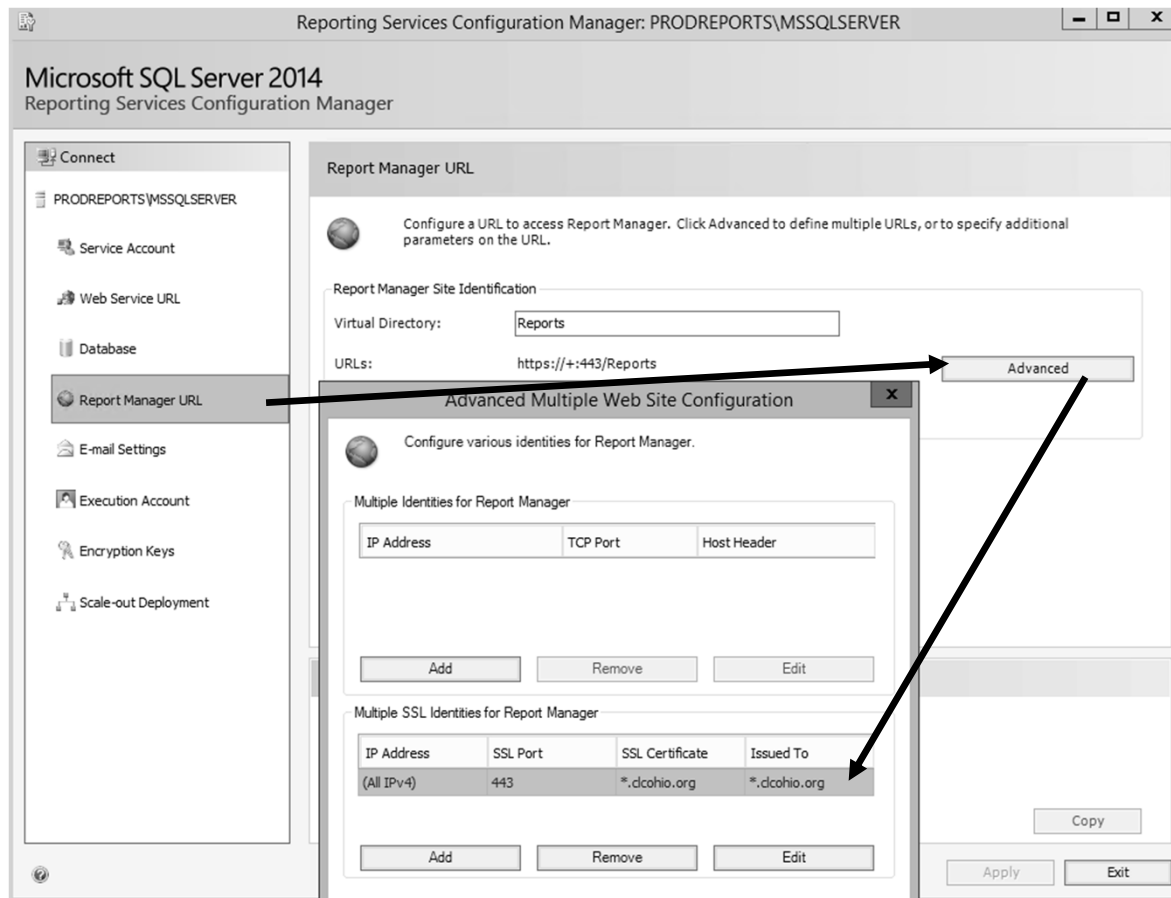 Reporting Services Configuration Manager: PRODREPORTS\MSSQLSERVER
Microsoft SQL Server 2014
Reporting Services Configuration Manager
Connect
PRODREPORTS\MSSQLSERVER
Service Account
Web Service URL
Database
Report Manager URL
E-mail Settings
Execution Account
Encryption Keys
Scale-out Deployment
Report Manager URL
Configure a URL to access Report Manager. Click Advanced to define multiple URLs, or to specify additional
parameters on the URL.
Report Manager Site Identification
Virtual Directory: Reports
URLs: https://+:443/Reports
Advanced
Advanced Multiple Web Site Configuration
Configure various identities for Report Manager.
Multiple Identities for Report Manager
IP Address TCP Port Host Header
Add Remove Edit
Multiple SSL Identities for Report Manager
IP Address SSL Port SSL Certificate Issued To
(All IPv4) 443 *.clcohio.org *.clcohio.org
Add Remove Edit
Copy
Apply Exit